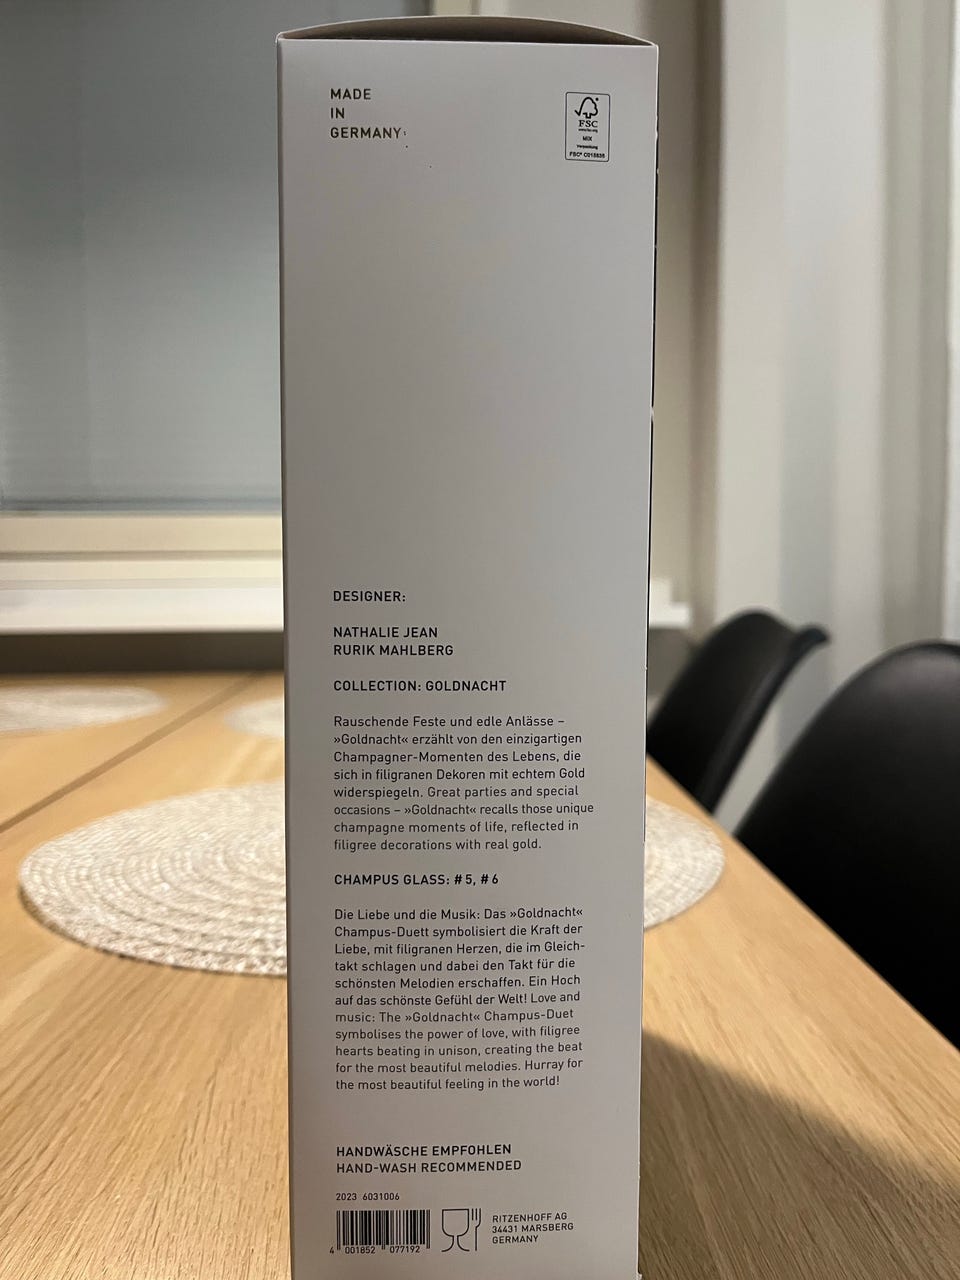 MADE
IN
GERMANY:
FSC
www.fsc.org
MIX
Verpackung
FSC® C015835
DESIGNER:
NATHALIE JEAN
RURIK MAHLBERG
COLLECTION: GOLDNACHT
Rauschende Feste und edle Anlässe –
»Goldnacht« erzählt von den einzigartigen
Champagner-Momenten des Lebens, die
sich in filigranen Dekoren mit echtem Gold
widerspiegeln. Great parties and special
occasions – »Goldnacht« recalls those unique
champagne moments of life, reflected in
filigree decorations with real gold.
CHAMPUS GLASS: #5, #6
Die Liebe und die Musik: Das »Goldnacht«
Champus-Duett symbolisiert die Kraft der
Liebe, mit filigranen Herzen, die im Gleich-
takt schlagen und dabei den Takt für die
schönsten Melodien erschaffen. Ein Hoch
auf das schönste Gefühl der Welt! Love and
music: The »Goldnacht« Champus-Duet
symbolises the power of love, with filigree
hearts beating in unison, creating the beat
for the most beautiful melodies. Hurray for
the most beautiful feeling in the world!
HANDWÄSCHE EMPFOHLEN
HAND-WASH RECOMMENDED
2023 6031006
4 001852 077192
RITZENHOFF AG
34431 MARSBERG
GERMANY